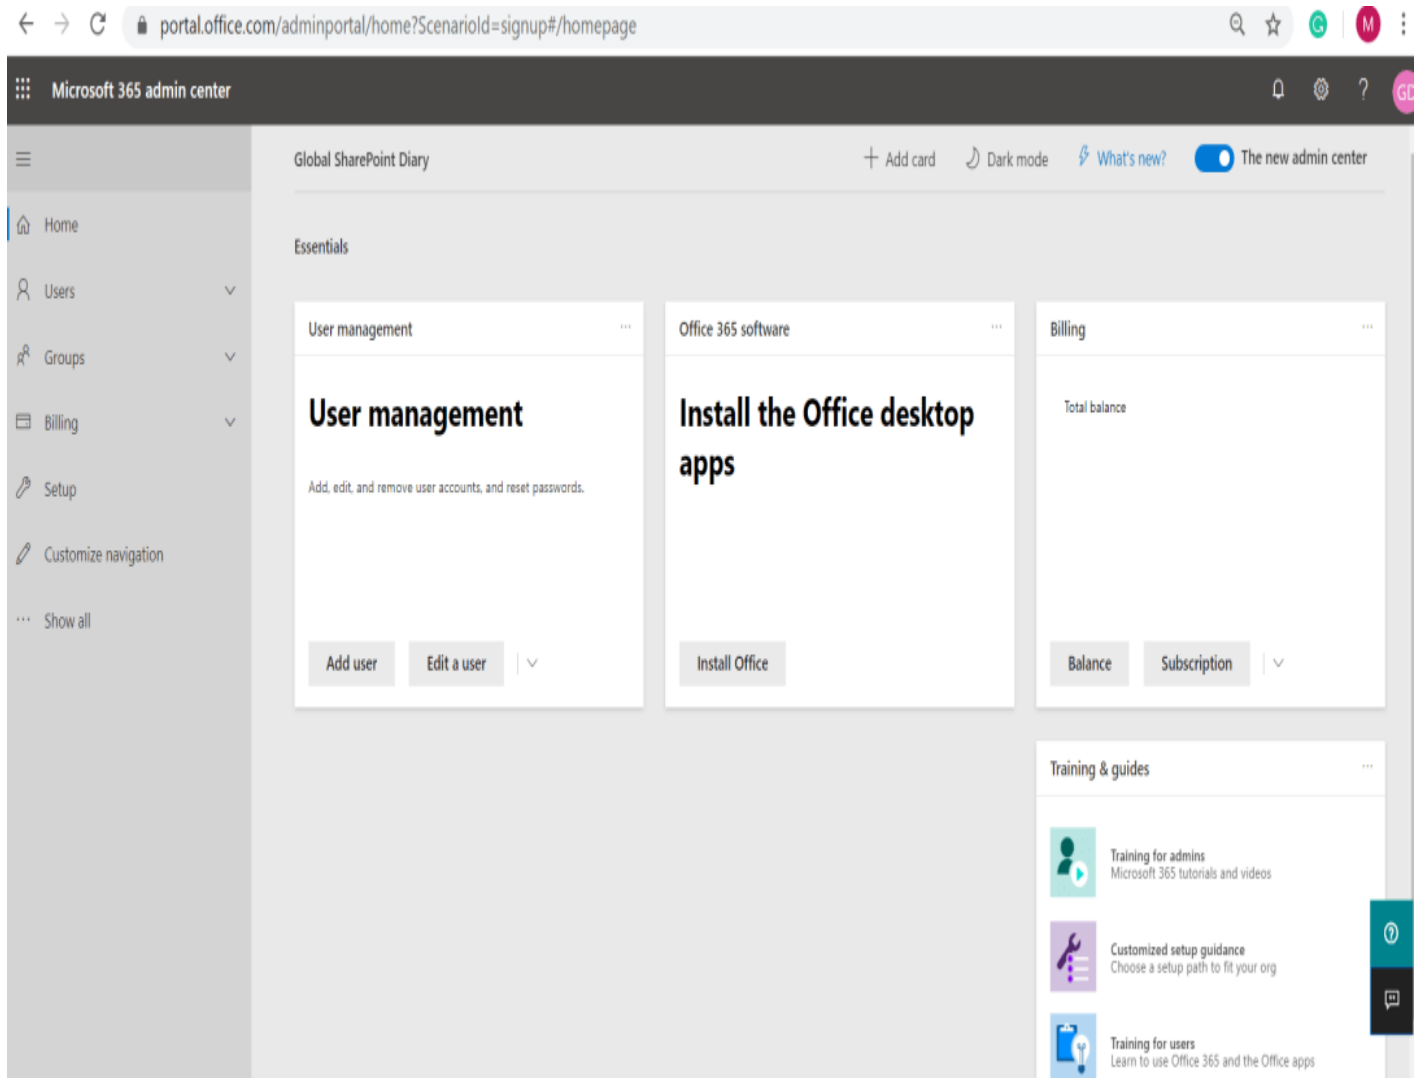 portal.office.com/adminportal/home?ScenarioId=signup#/homepage
G
M
Microsoft 365 admin center
?
GD
Global SharePoint Diary
Add card
Dark mode
What's new?
The new admin center
Home
Users
Groups
Billing
Setup
Customize navigation
Show all
Essentials
User management
User management
Add, edit, and remove user accounts, and reset passwords.
Add user
Edit a user
Office 365 software
Install the Office desktop
apps
Install Office
Billing
Total balance
Balance
Subscription
Training & guides
Training for admins
Microsoft 365 tutorials and videos
Customized setup guidance
Choose a setup path to fit your org
Training for users
Learn to use Office 365 and the Office apps